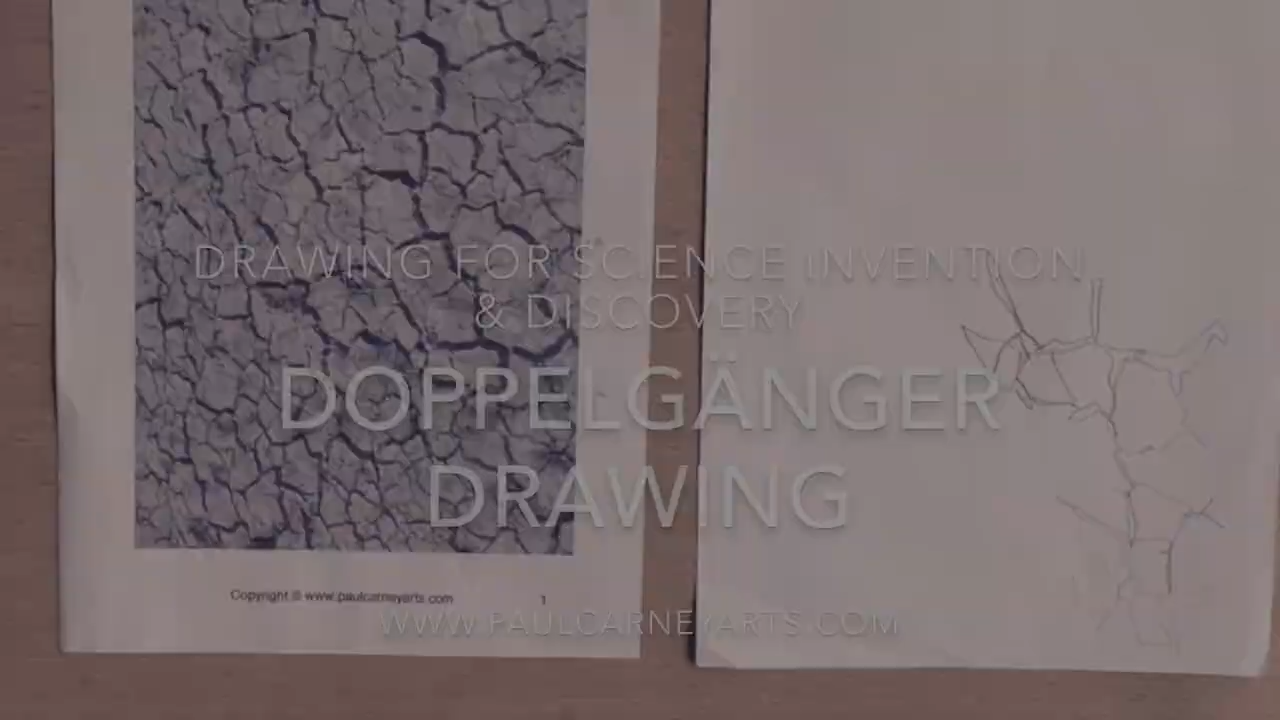 DRAWING FOR SCIENCE INVENTION
& DISCOVERY
DOPPELGÄNGER
DRAWING
Copyright © www.paulcarneyarts.com
1
WWW.PAULCARNEYARTS.COM